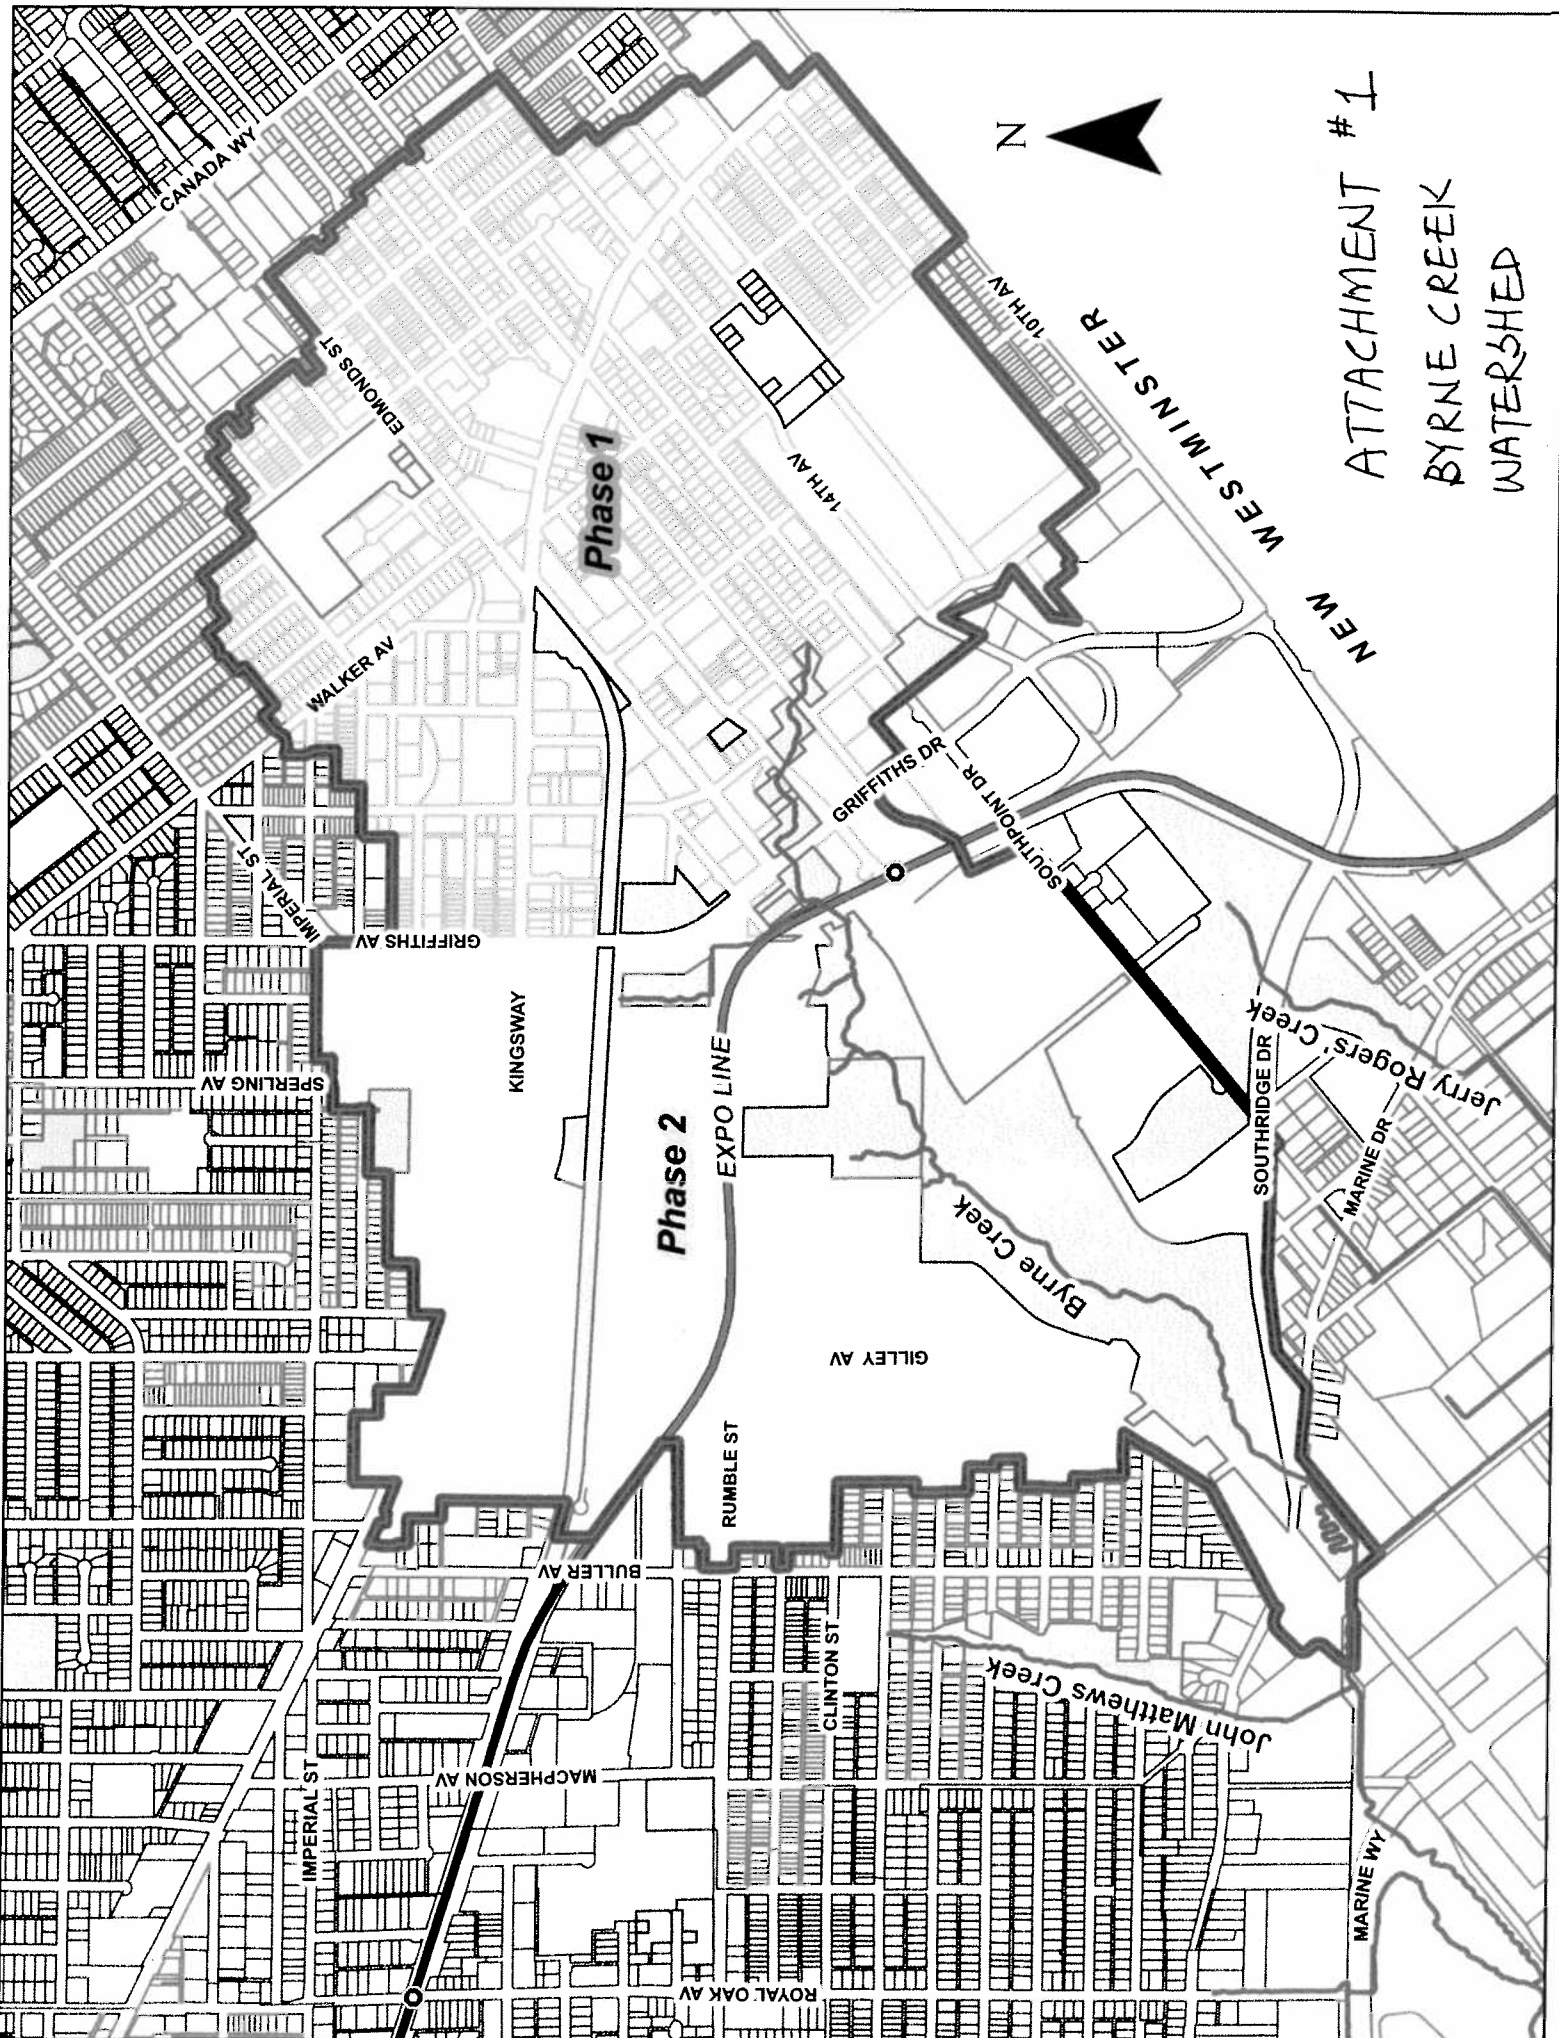 CANADA WY
EDMONDS ST
WALKER AV
IMPERIAL ST
GRIFFITHS AV
SPERLING AV
KINGSWAY
Phase 1
14TH AV
10TH AV
NEW WESTMINSTER
GRIFFITHS DR
SOUTHPOINT DR
Phase 2
EXPO LINE
Byrne Creek
GILLEY AV
RUMBLE ST
BULLER AV
CLINTON ST
John Matthews Creek
MACPHERSON AV
IMPERIAL ST
ROYAL OAK AV
MARINE WY
MARINE DR
SOUTHRIDGE DR
Jerry Rogers' Creek
N
ATTACHMENT #1
BYRNE CREEK
WATERSHED